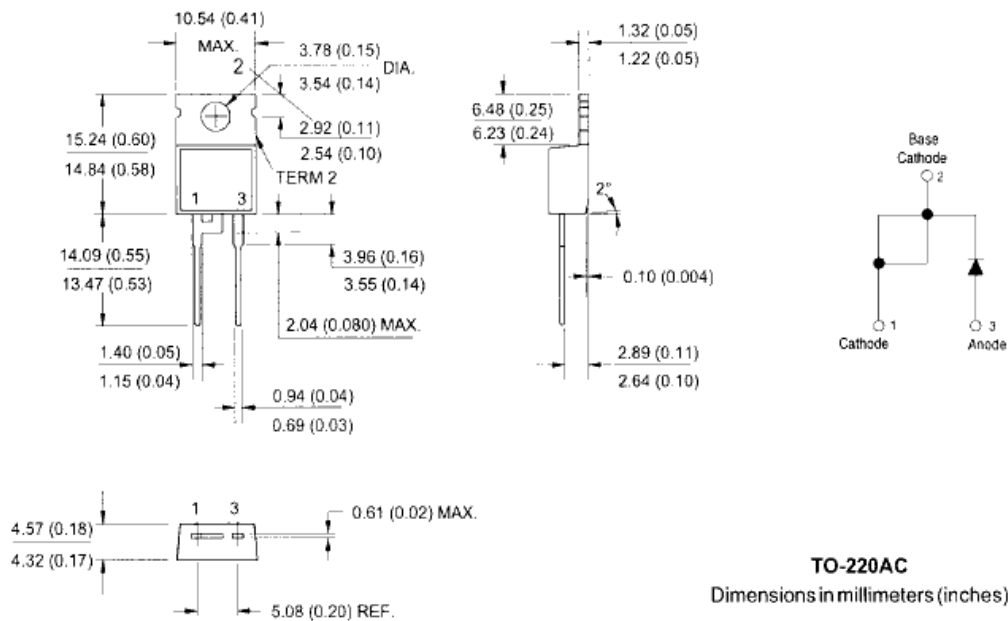 10.54 (0.41)
MAX.
2
3.78 (0.15)
3.54 (0.14)
DIA.
15.24 (0.60)
14.84 (0.58)
2.92 (0.11)
2.54 (0.10)
TERM 2
1 3
14.09 (0.55)
13.47 (0.53)
3.96 (0.16)
3.55 (0.14)
2.04 (0.080) MAX.
1.40 (0.05)
1.15 (0.04)
0.94 (0.04)
0.69 (0.03)
1.32 (0.05)
1.22 (0.05)
6.48 (0.25)
6.23 (0.24)
2°
0.10 (0.004)
2.89 (0.11)
2.64 (0.10)
Base
Cathode
2
1 3
Cathode Anode
1 3
4.57 (0.18)
4.32 (0.17)
0.61 (0.02) MAX.
5.08 (0.20) REF.
TO-220AC
Dimensions in millimeters (inches)